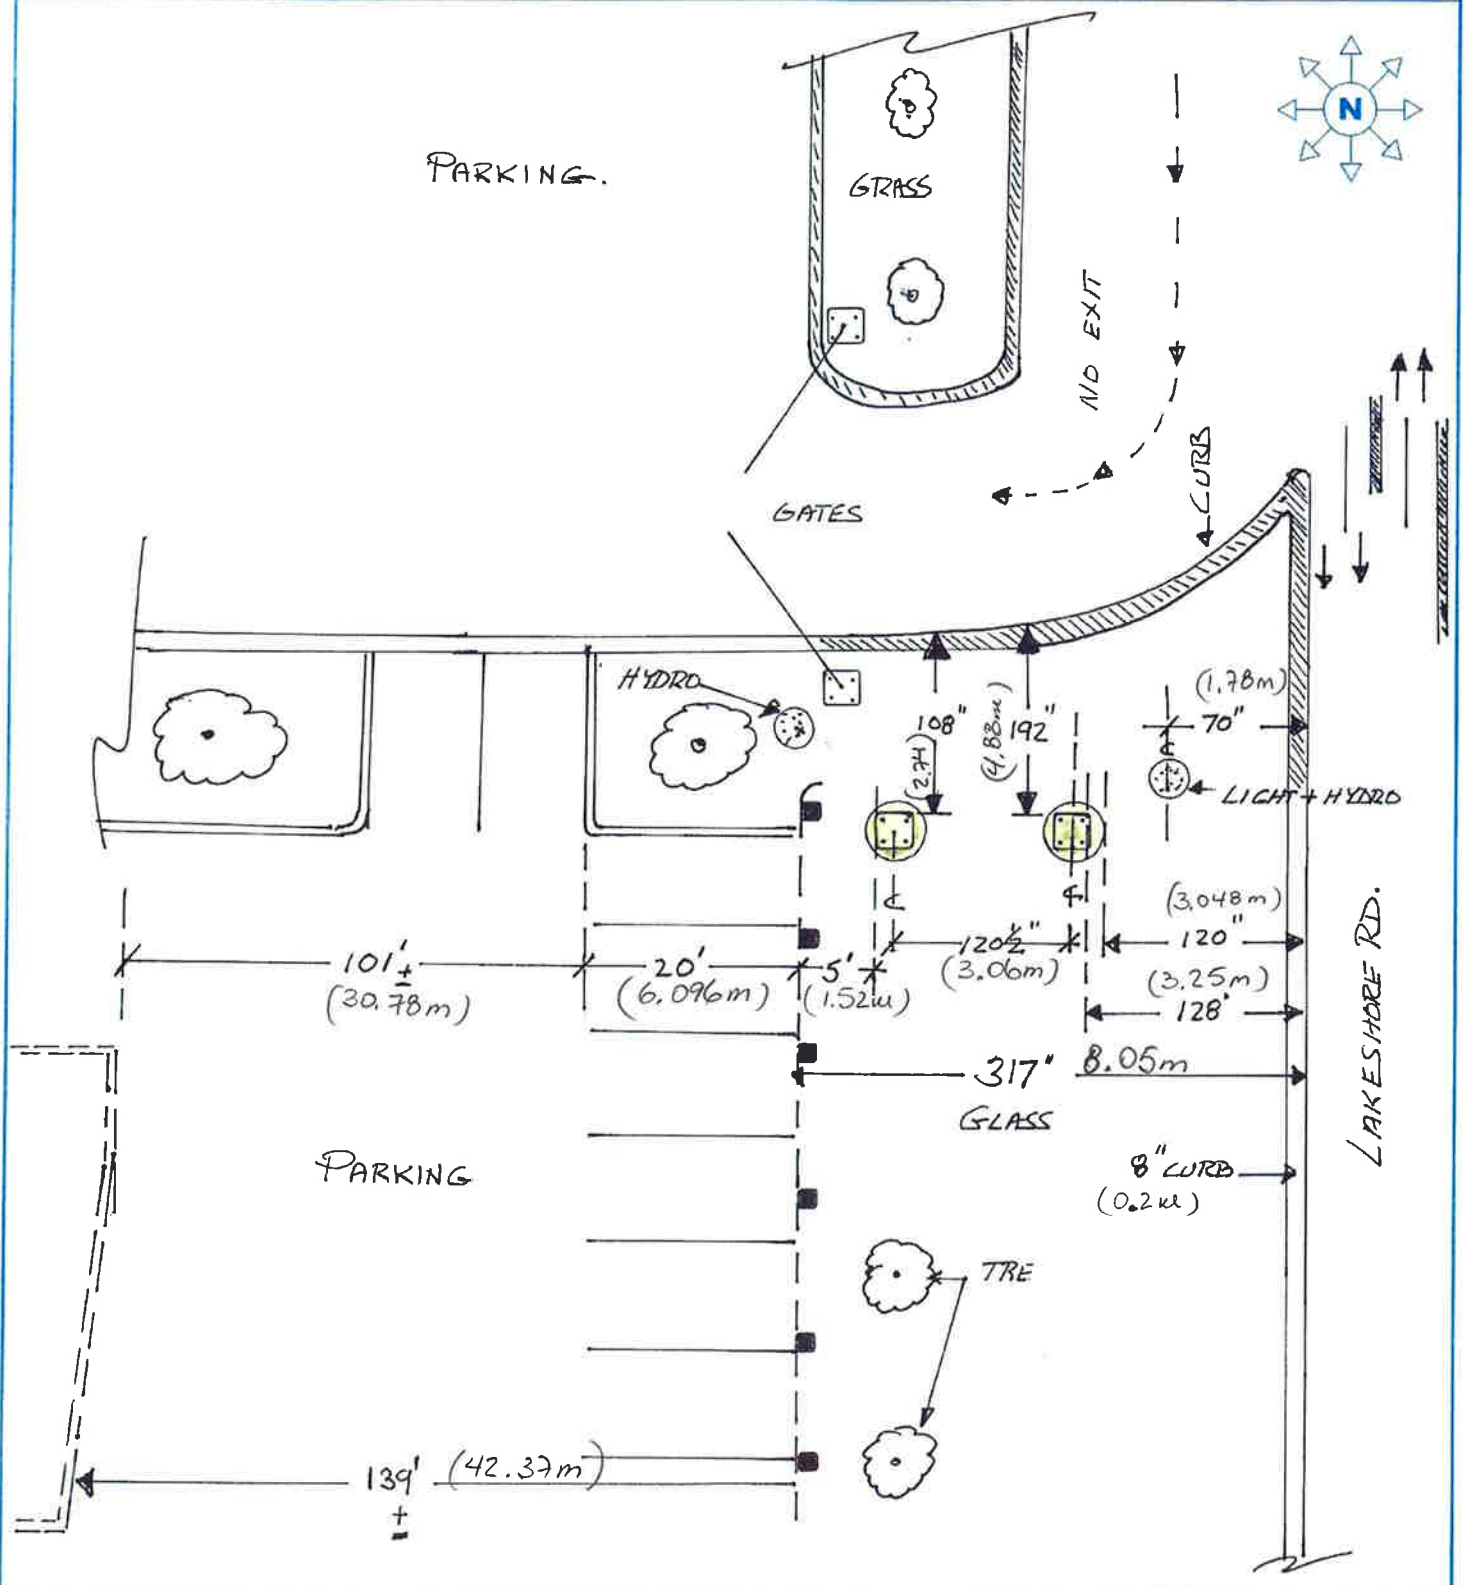 N
PARKING.
GRASS
NO EXIT
CURB
GATES
HYDRO
108"
(2.74)
192"
(4.88m)
(1.78m)
70"
LIGHT + HYDRO
(3.048m)
120"
120½"
(3.06m)
101'±
(30.78m)
20'
(6.096m)
5'
(1.52m)
(3.25m)
128"
317" 8.05m
GLASS
LAKESHORE RD.
8" CURB
(0.2m)
PARKING
TRE
139' (42.37m)
±